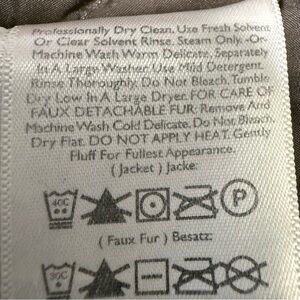 Professionally Dry Clean. Use Fresh Solvent
Or Clear Solvent Rinse. Steam Only. -Or-
Machine Wash Warm Delicate. Separately
In A Large Washer. Use Mild Detergent.
Rinse Thoroughly. Do Not Bleach. Tumble
Dry Low In A Large Dryer. FOR CARE OF
FAUX DETACHABLE FUR: Remove And
Machine Wash Cold Delicate. Do Not Bleach.
Dry Flat. DO NOT APPLY HEAT. Gently
Fluff For Fullest Appearance.
( Jacket ) Jacke:
40C P
( Faux Fur ) Besatz:
30C